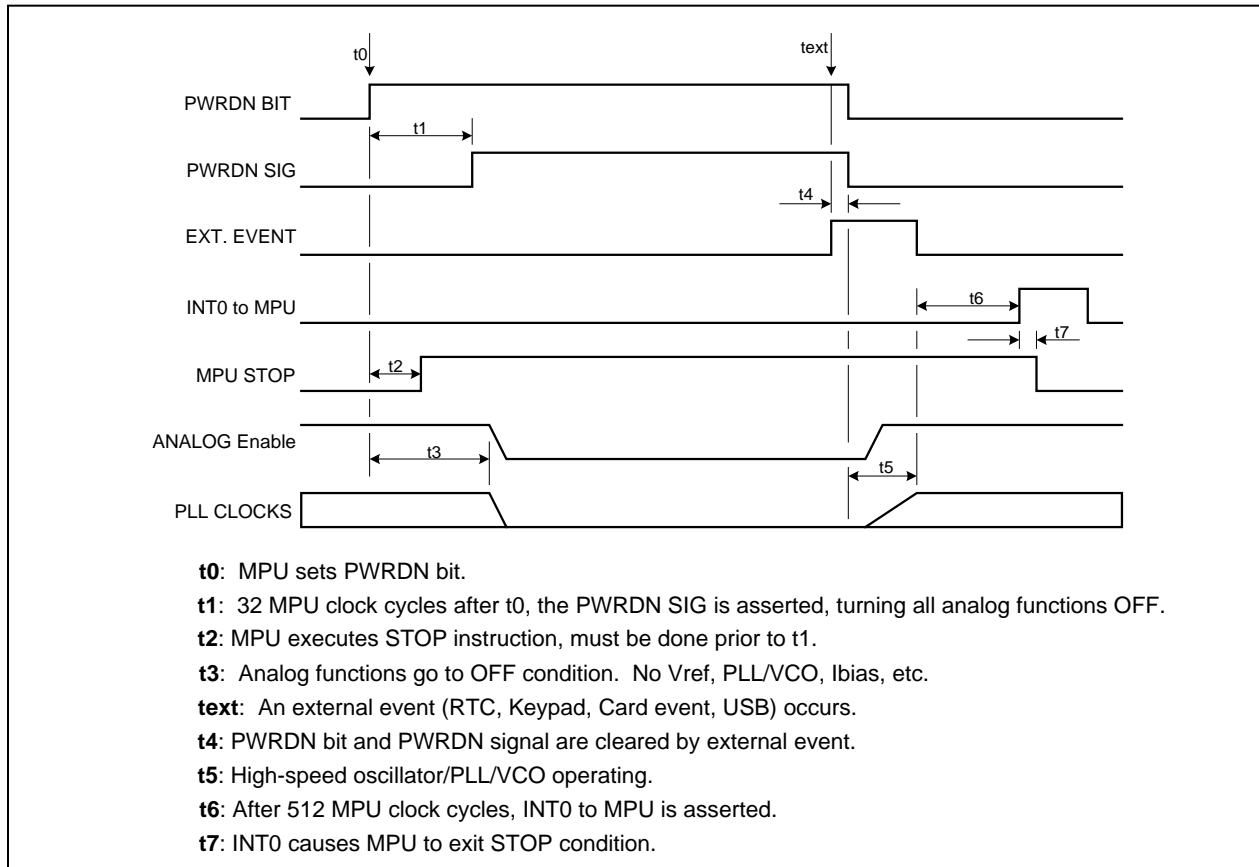 t0
text
PWRDN BIT
t1
PWRDN SIG
t4
EXT. EVENT
INT0 to MPU
t6
t7
MPU STOP
t2
ANALOG Enable
t3
t5
PLL CLOCKS
t0: MPU sets PWRDN bit.
t1: 32 MPU clock cycles after t0, the PWRDN SIG is asserted, turning all analog functions OFF.
t2: MPU executes STOP instruction, must be done prior to t1.
t3: Analog functions go to OFF condition. No Vref, PLL/VCO, Ibias, etc.
text: An external event (RTC, Keypad, Card event, USB) occurs.
t4: PWRDN bit and PWRDN signal are cleared by external event.
t5: High-speed oscillator/PLL/VCO operating.
t6: After 512 MPU clock cycles, INT0 to MPU is asserted.
t7: INT0 causes MPU to exit STOP condition.